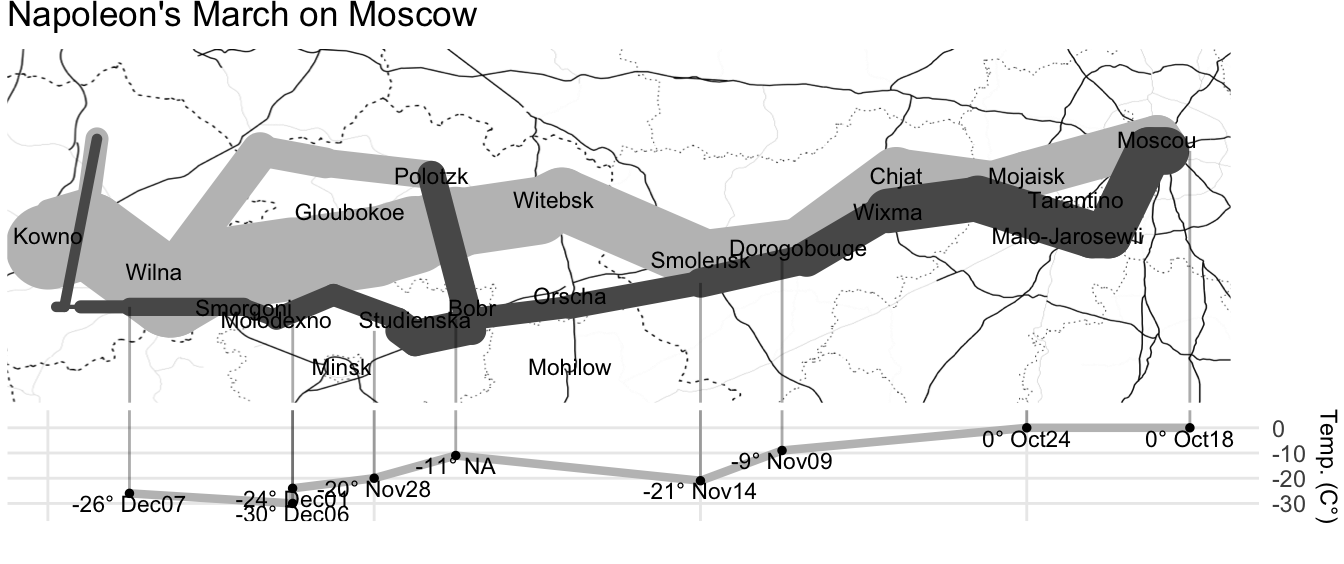 Napoleon's March on Moscow
Moscou
Polotzk
Chjat
Mojaisk
Witebsk
Tarantino
Gloubokoe
Wixma
Kowno
Malo-Jarosewii
Dorogobouge
Smolensk
Wilna
Orscha
Smorgoni
Bobr
Molodexno
Studienska
Minsk
Mohilow
0
-10
-20
-30
Temp. (C°)
0° Oct18
0° Oct24
-9° Nov09
-21° Nov14
-11° NA
-20° Nov28
-24° Dec01
-30° Dec06
-26° Dec07